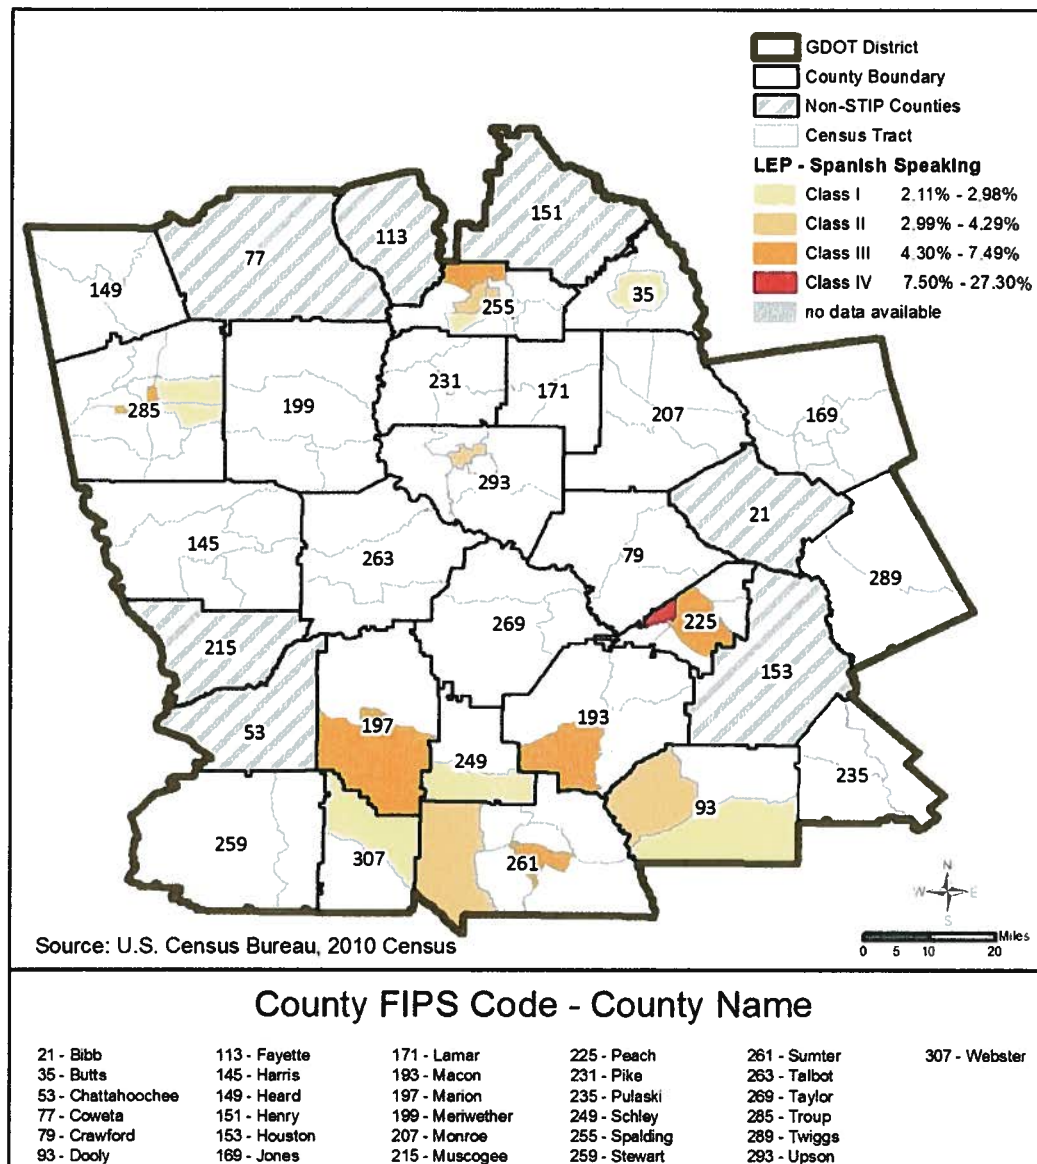 GDOT District
County Boundary
Non-STIP Counties
Census Tract
LEP - Spanish Speaking
Class I 2.11% - 2.98%
Class II 2.99% - 4.29%
Class III 4.30% - 7.49%
Class IV 7.50% - 27.30%
no data available
151
113
77
149
35
255
231
171
199
285
207
169
293
21
145
263
79
289
269
225
215
153
197
193
53
249
235
93
259
307
261
N
W E
S
Source: U.S. Census Bureau, 2010 Census
Miles
0 5 10 20
County FIPS Code - County Name
21 - Bibb
35 - Butts
53 - Chattahoochee
77 - Coweta
79 - Crawford
93 - Dooly
113 - Fayette
145 - Harris
149 - Heard
151 - Henry
153 - Houston
169 - Jones
171 - Lamar
193 - Macon
197 - Marion
199 - Meriwether
207 - Monroe
215 - Muscogee
225 - Peach
231 - Pike
235 - Pulaski
249 - Schley
255 - Spalding
259 - Stewart
261 - Sumter
263 - Talbot
269 - Taylor
285 - Troup
289 - Twiggs
293 - Upson
307 - Webster